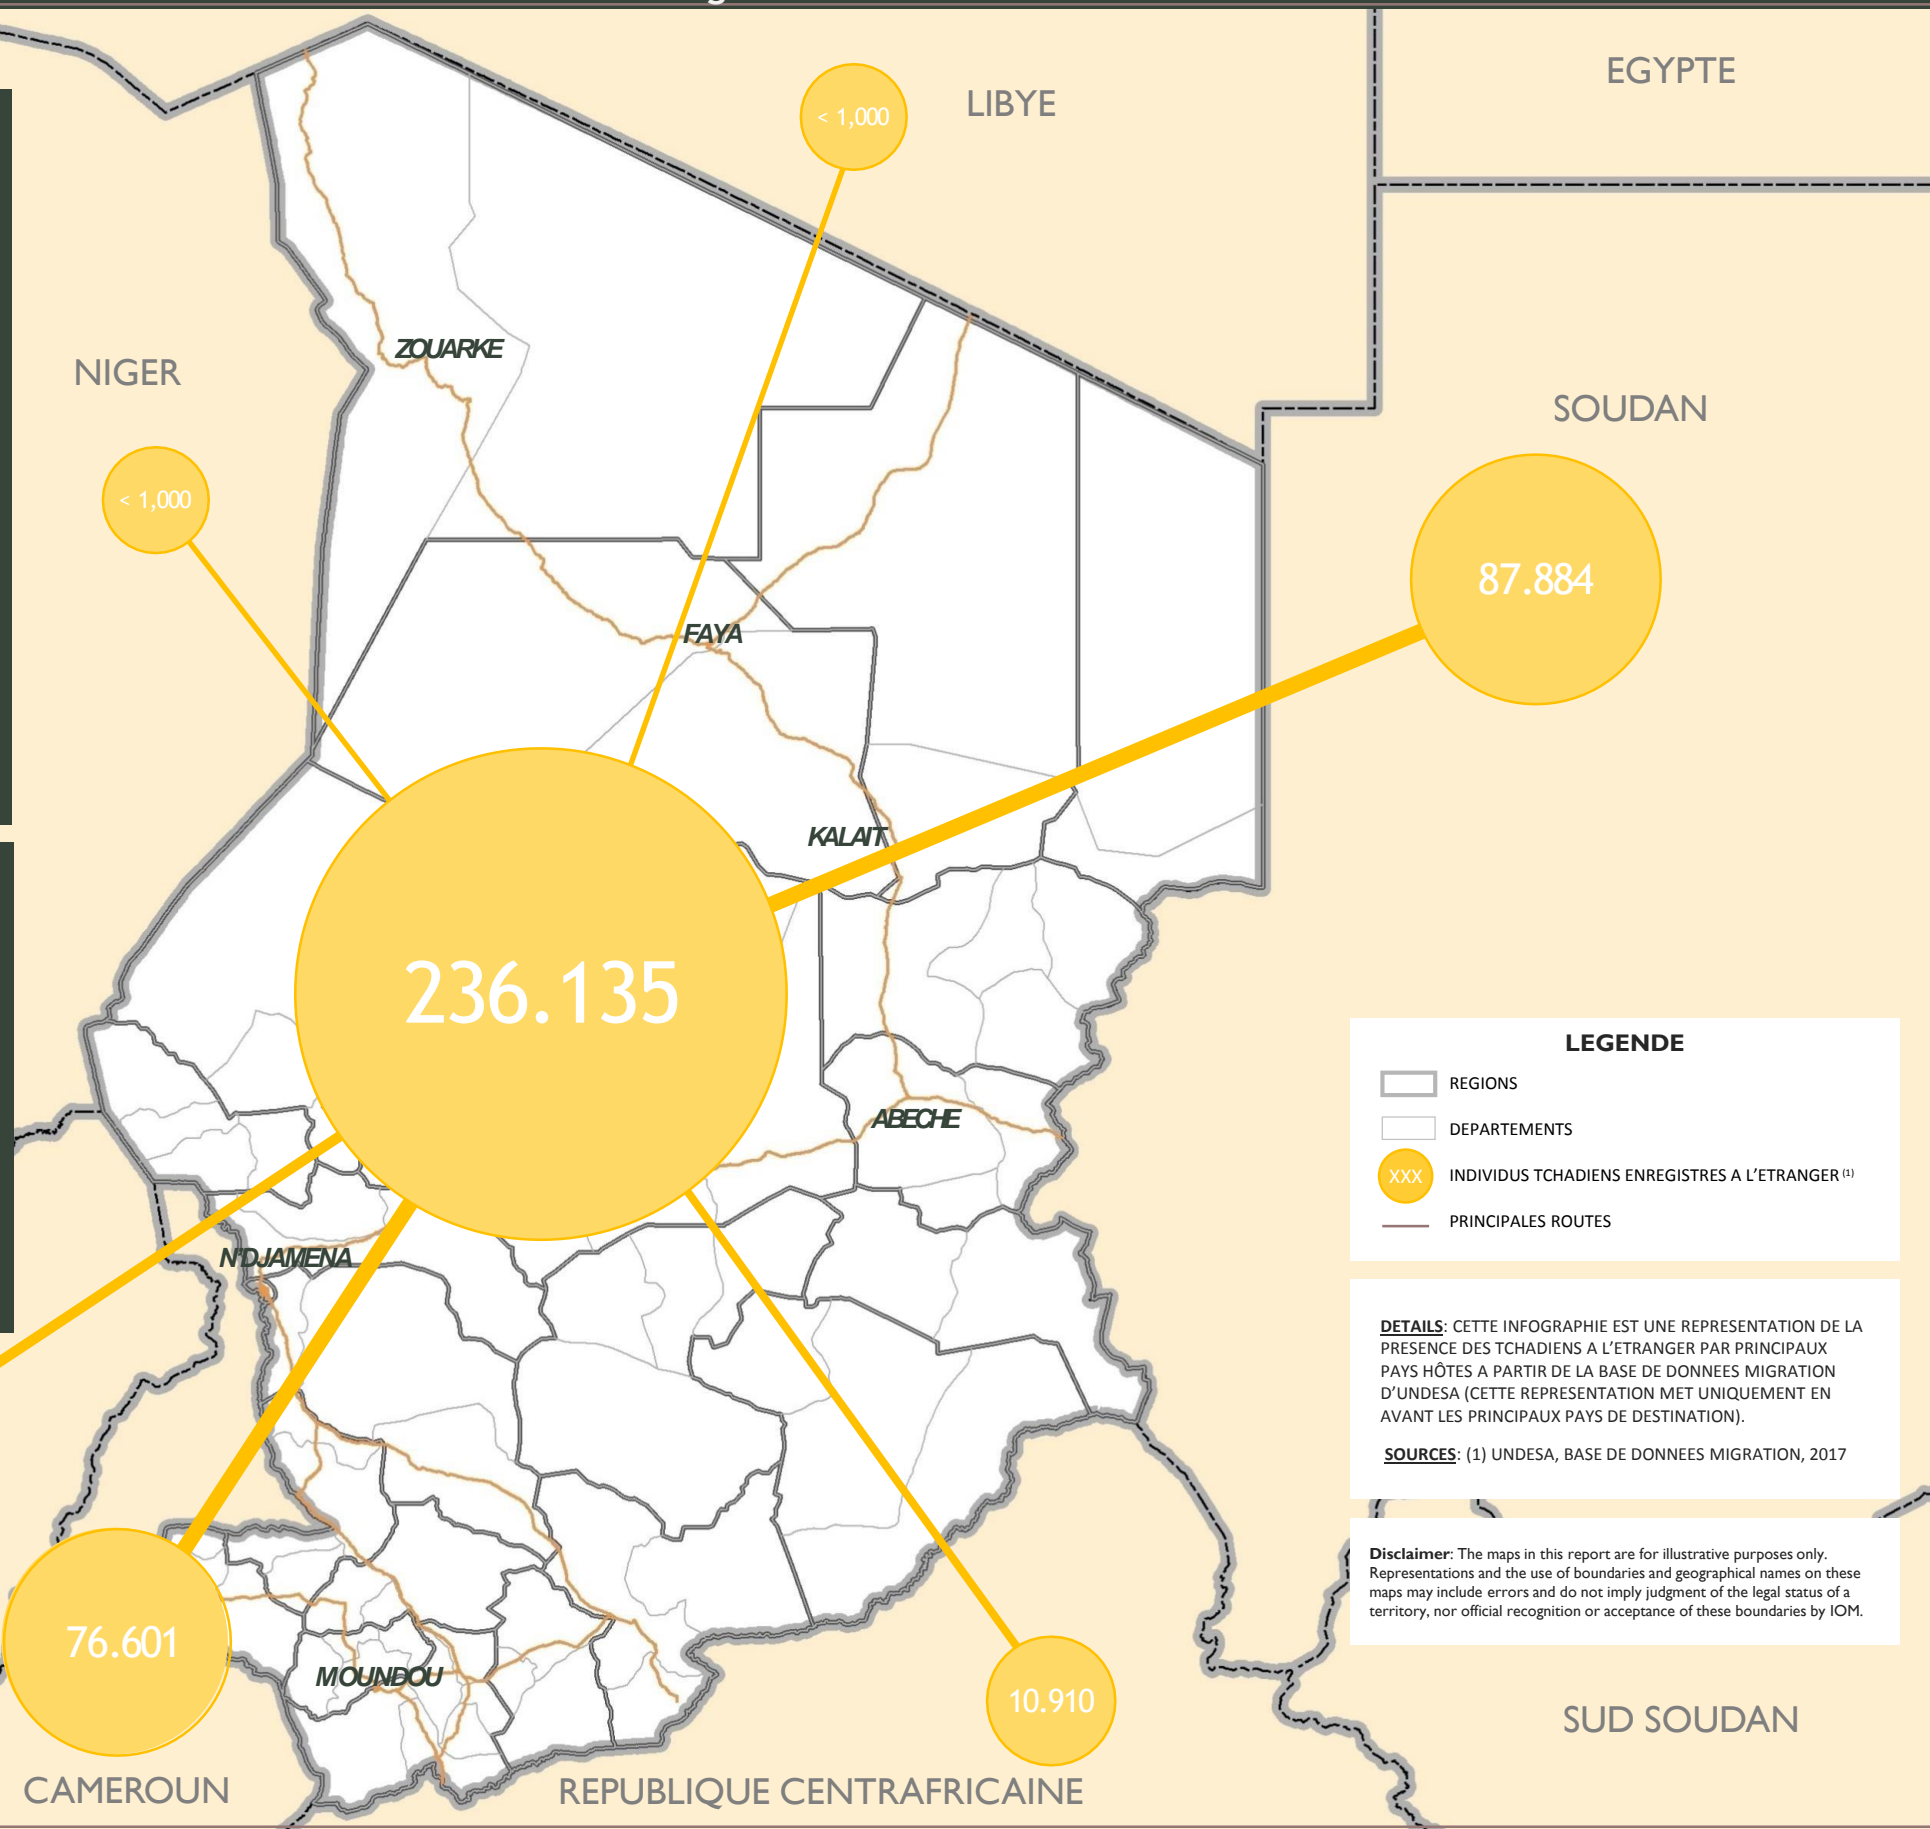 EGYPTE
LIBYE
< 1,000
NIGER
ZOUARKE
SOUDAN
< 1,000
87.884
FAYA
KALAIT
236.135
ABECHE
N'DJAMENA
76.601
MOUNDOU
10.910
CAMEROUN
REPUBLIQUE CENTRAFRICAINE
SUD SOUDAN
LEGENDE
REGIONS
DEPARTEMENTS
XXX
INDIVIDUS TCHADIENS ENREGISTRES A L'ETRANGER (1)
PRINCIPALES ROUTES
DETAILS: CETTE INFOGRAPHIE EST UNE REPRESENTATION DE LA
PRESENCE DES TCHADIENS A L'ETRANGER PAR PRINCIPAUX
PAYS HÔTES A PARTIR DE LA BASE DE DONNEES MIGRATION
D'UNDESA (CETTE REPRESENTATION MET UNIQUEMENT EN
AVANT LES PRINCIPAUX PAYS DE DESTINATION).
SOURCES: (1) UNDESA, BASE DE DONNEES MIGRATION, 2017
Disclaimer: The maps in this report are for illustrative purposes only.
Representations and the use of boundaries and geographical names on these
maps may include errors and do not imply judgment of the legal status of a
territory, nor official recognition or acceptance of these boundaries by IOM.